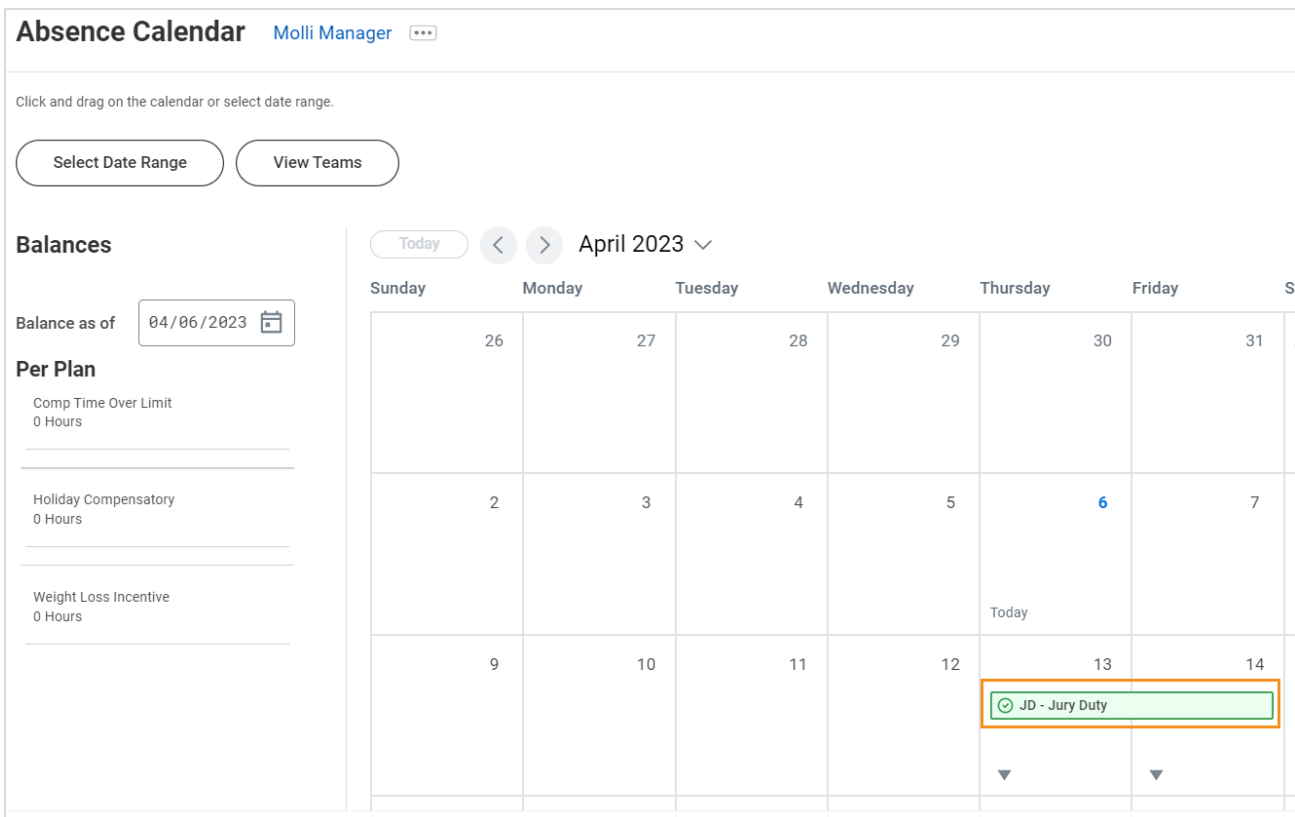 Absence Calendar Molli Manager
Click and drag on the calendar or select date range.
Select Date Range View Teams
Balances
Balance as of 04/06/2023
Per Plan
Comp Time Over Limit
0 Hours
Holiday Compensatory
0 Hours
Weight Loss Incentive
0 Hours
Today April 2023
Sunday Monday Tuesday Wednesday Thursday Friday S
26 27 28 29 30 31
2 3 4 5 6 7
Today
9 10 11 12 13 14
JD - Jury Duty